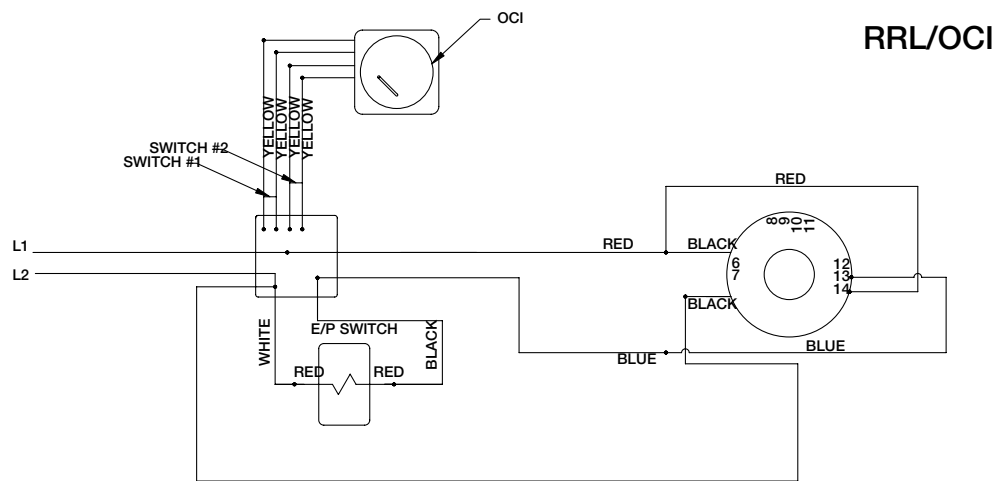 OCI
RRL/OCI
YELLOW
YELLOW
YELLOW
YELLOW
SWITCH #2
SWITCH #1
RED
8
9
10
11
L1
RED
BLACK
6
7
12
13
14
L2
BLACK
E/P SWITCH
WHITE
BLACK
BLUE
BLUE
RED
RED